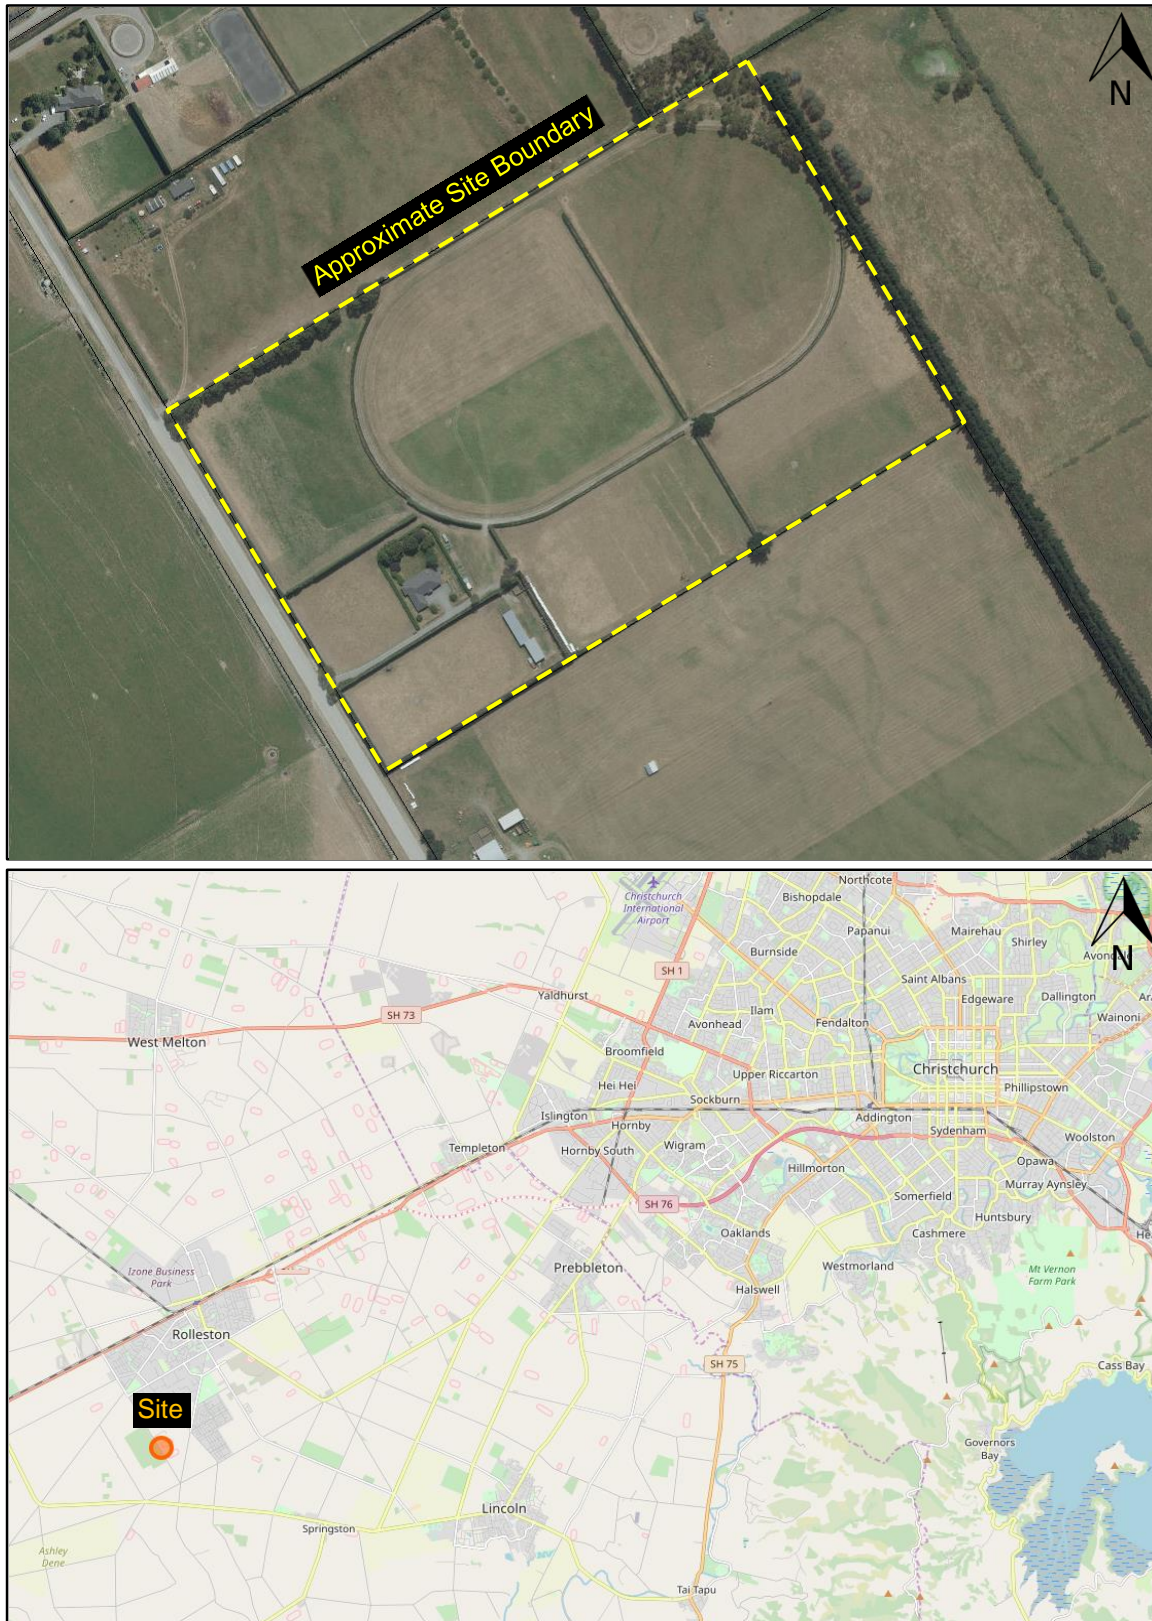 N
Approximate Site Boundary
Northcote
Christchurch
International
Airport
Bishopdale
Papanui
Mairehau
Shirley
N
Burnside
Saint Albans
SH 1
Edgeware
Dallington
Yaldhurst
Ilam
Wainoni
SH 73
Avonhead
Fendalton
West Melton
Broomfield
Christchurch
Upper Riccarton
Hei Hei
Phillipstown
Sockburn
Islington
Hornby
Addington
Sydenham
Woolston
Templeton
Hornby South
Wigram
Hillmorton
Opawa
Murray Aynsley
Somerfield
SH 76
Huntsbury
Oaklands
Cashmere
Izone Business
Park
Prebbleton
Westmorland
Mt Vernon
Farm Park
Halswell
Rolleston
SH 75
Cass Bay
Site
Governors
Bay
Lincoln
Springston
Ashley
Dene
Tai Tapu